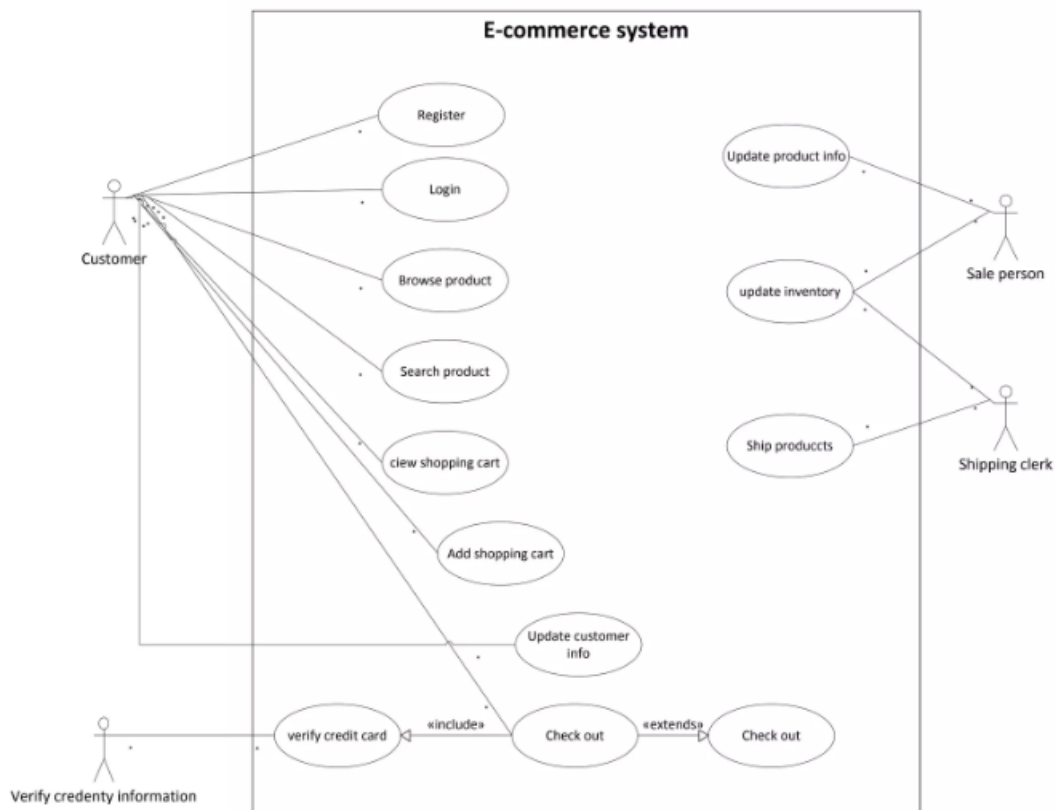 E-commerce system
Register
Update product info
Login
Customer
Sale person
Browse product
update inventory
Search product
ciew shopping cart
Ship produccts
Shipping clerk
Add shopping cart
Update customer
info
«include»
«extends»
verify credit card
Check out
Check out
Verify credenty information